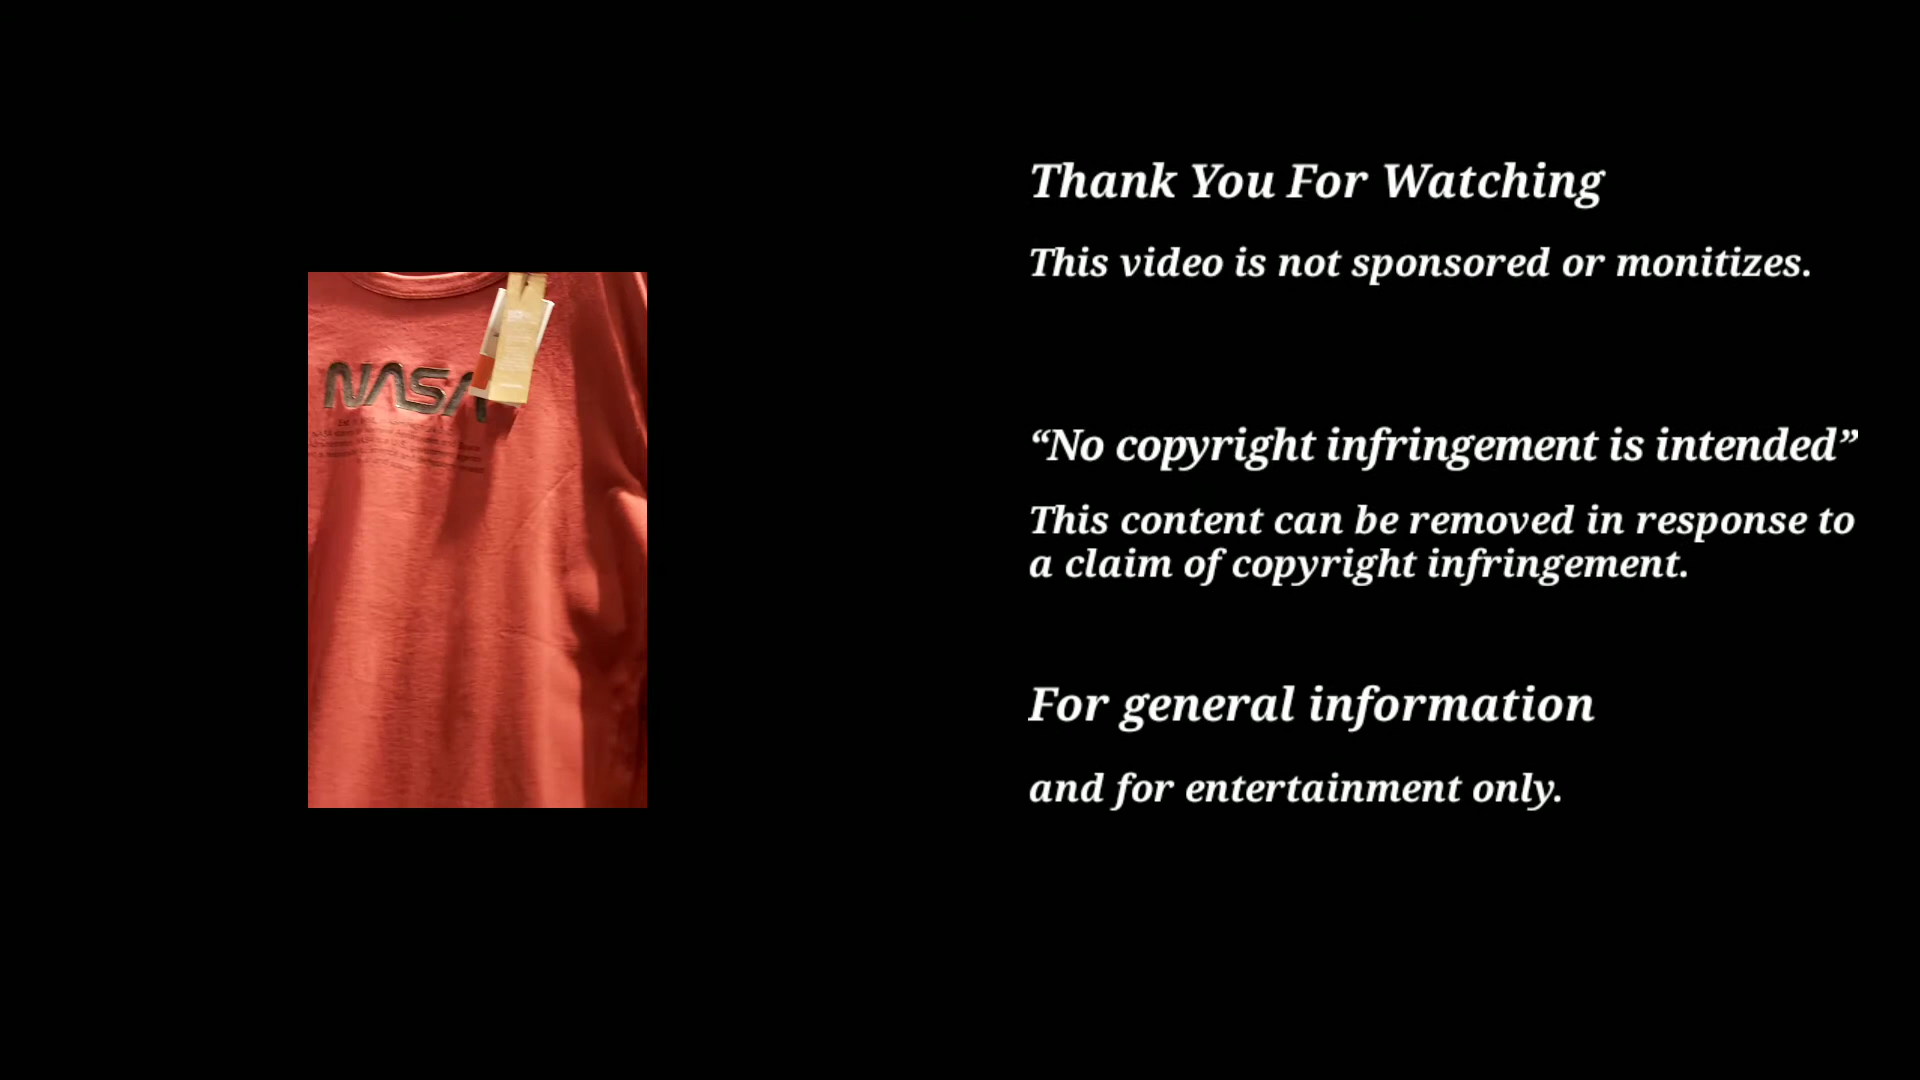 NASA
Thank You For Watching
This video is not sponsored or monitizes.
“No copyright infringement is intended”
This content can be removed in response to
a claim of copyright infringement.
For general information
and for entertainment only.